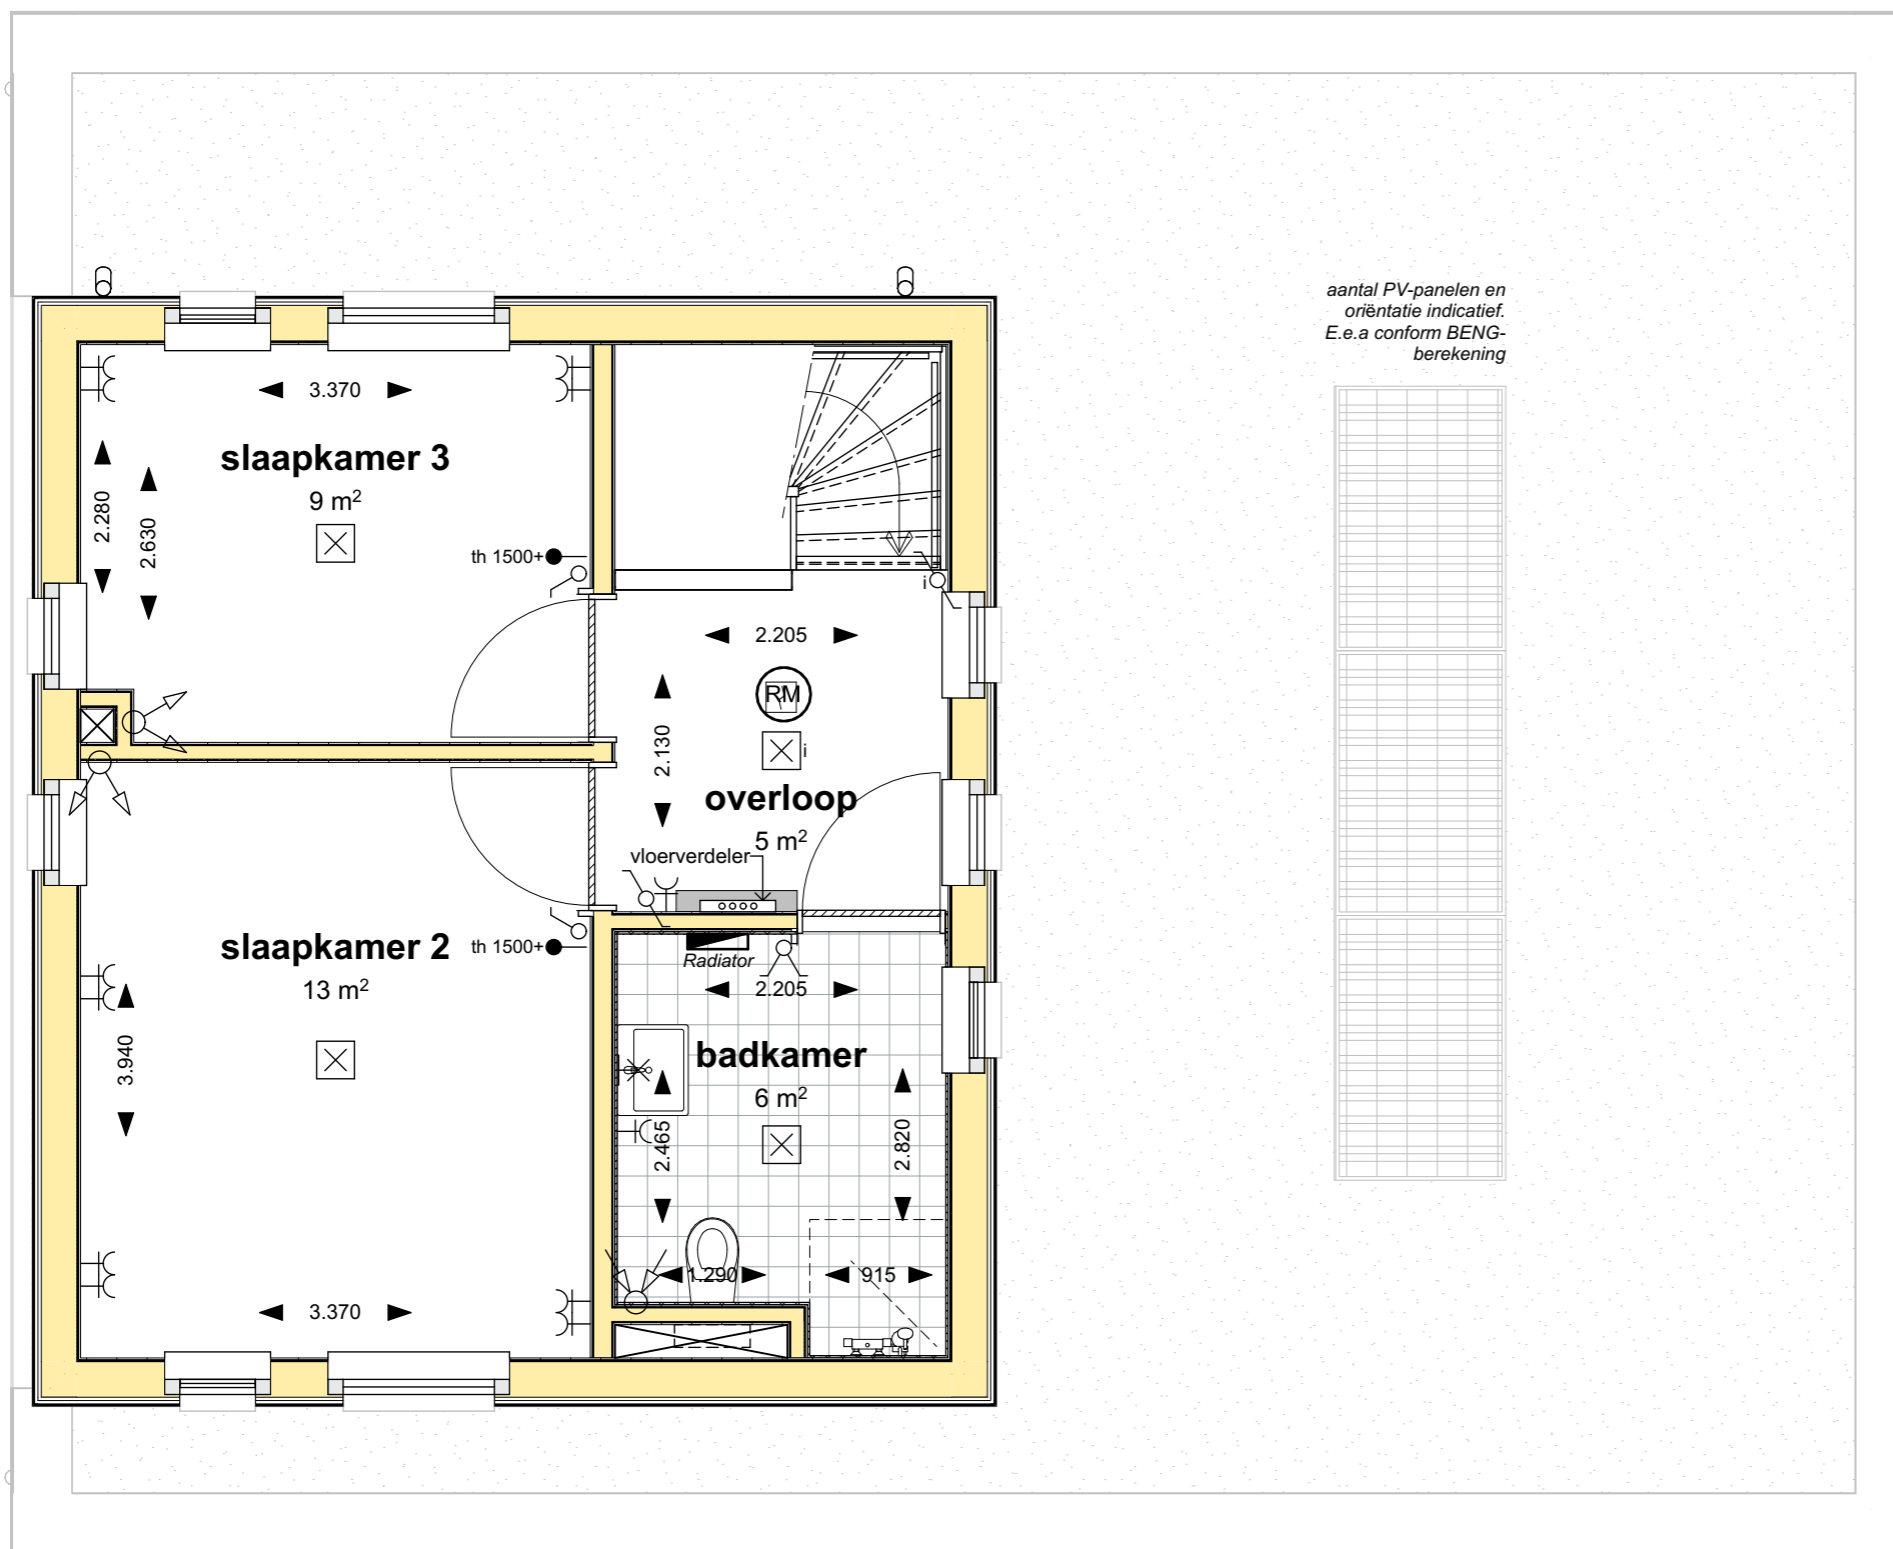 aantal PV-panelen en
oriëntatie indicatief.
E.e.a conform BENG-
berekening
3.370
slaapkamer 3
9 m²
2.280
2.630
th 1500+
i
2.205
RM
i
2.130
overloop
5 m²
vloerverdeler
slaapkamer 2
13 m²
th 1500+
3.940
3.370
Radiator
2.205
badkamer
6 m²
2.465
2.820
1.290
915